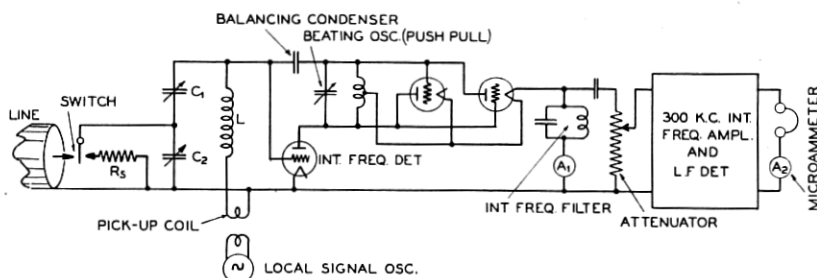 BALANCING CONDENSER
BEATING OSC.(PUSH PULL)
LINE
SWITCH
C1
C2
RS
L
INT. FREQ. DET
A1
INT FREQ. FILTER
ATTENUATOR
300 K.C. INT.
FREQ. AMPL.
AND
L.F DET
A2
MICROAMMETER
PICK-UP COIL
LOCAL SIGNAL OSC.